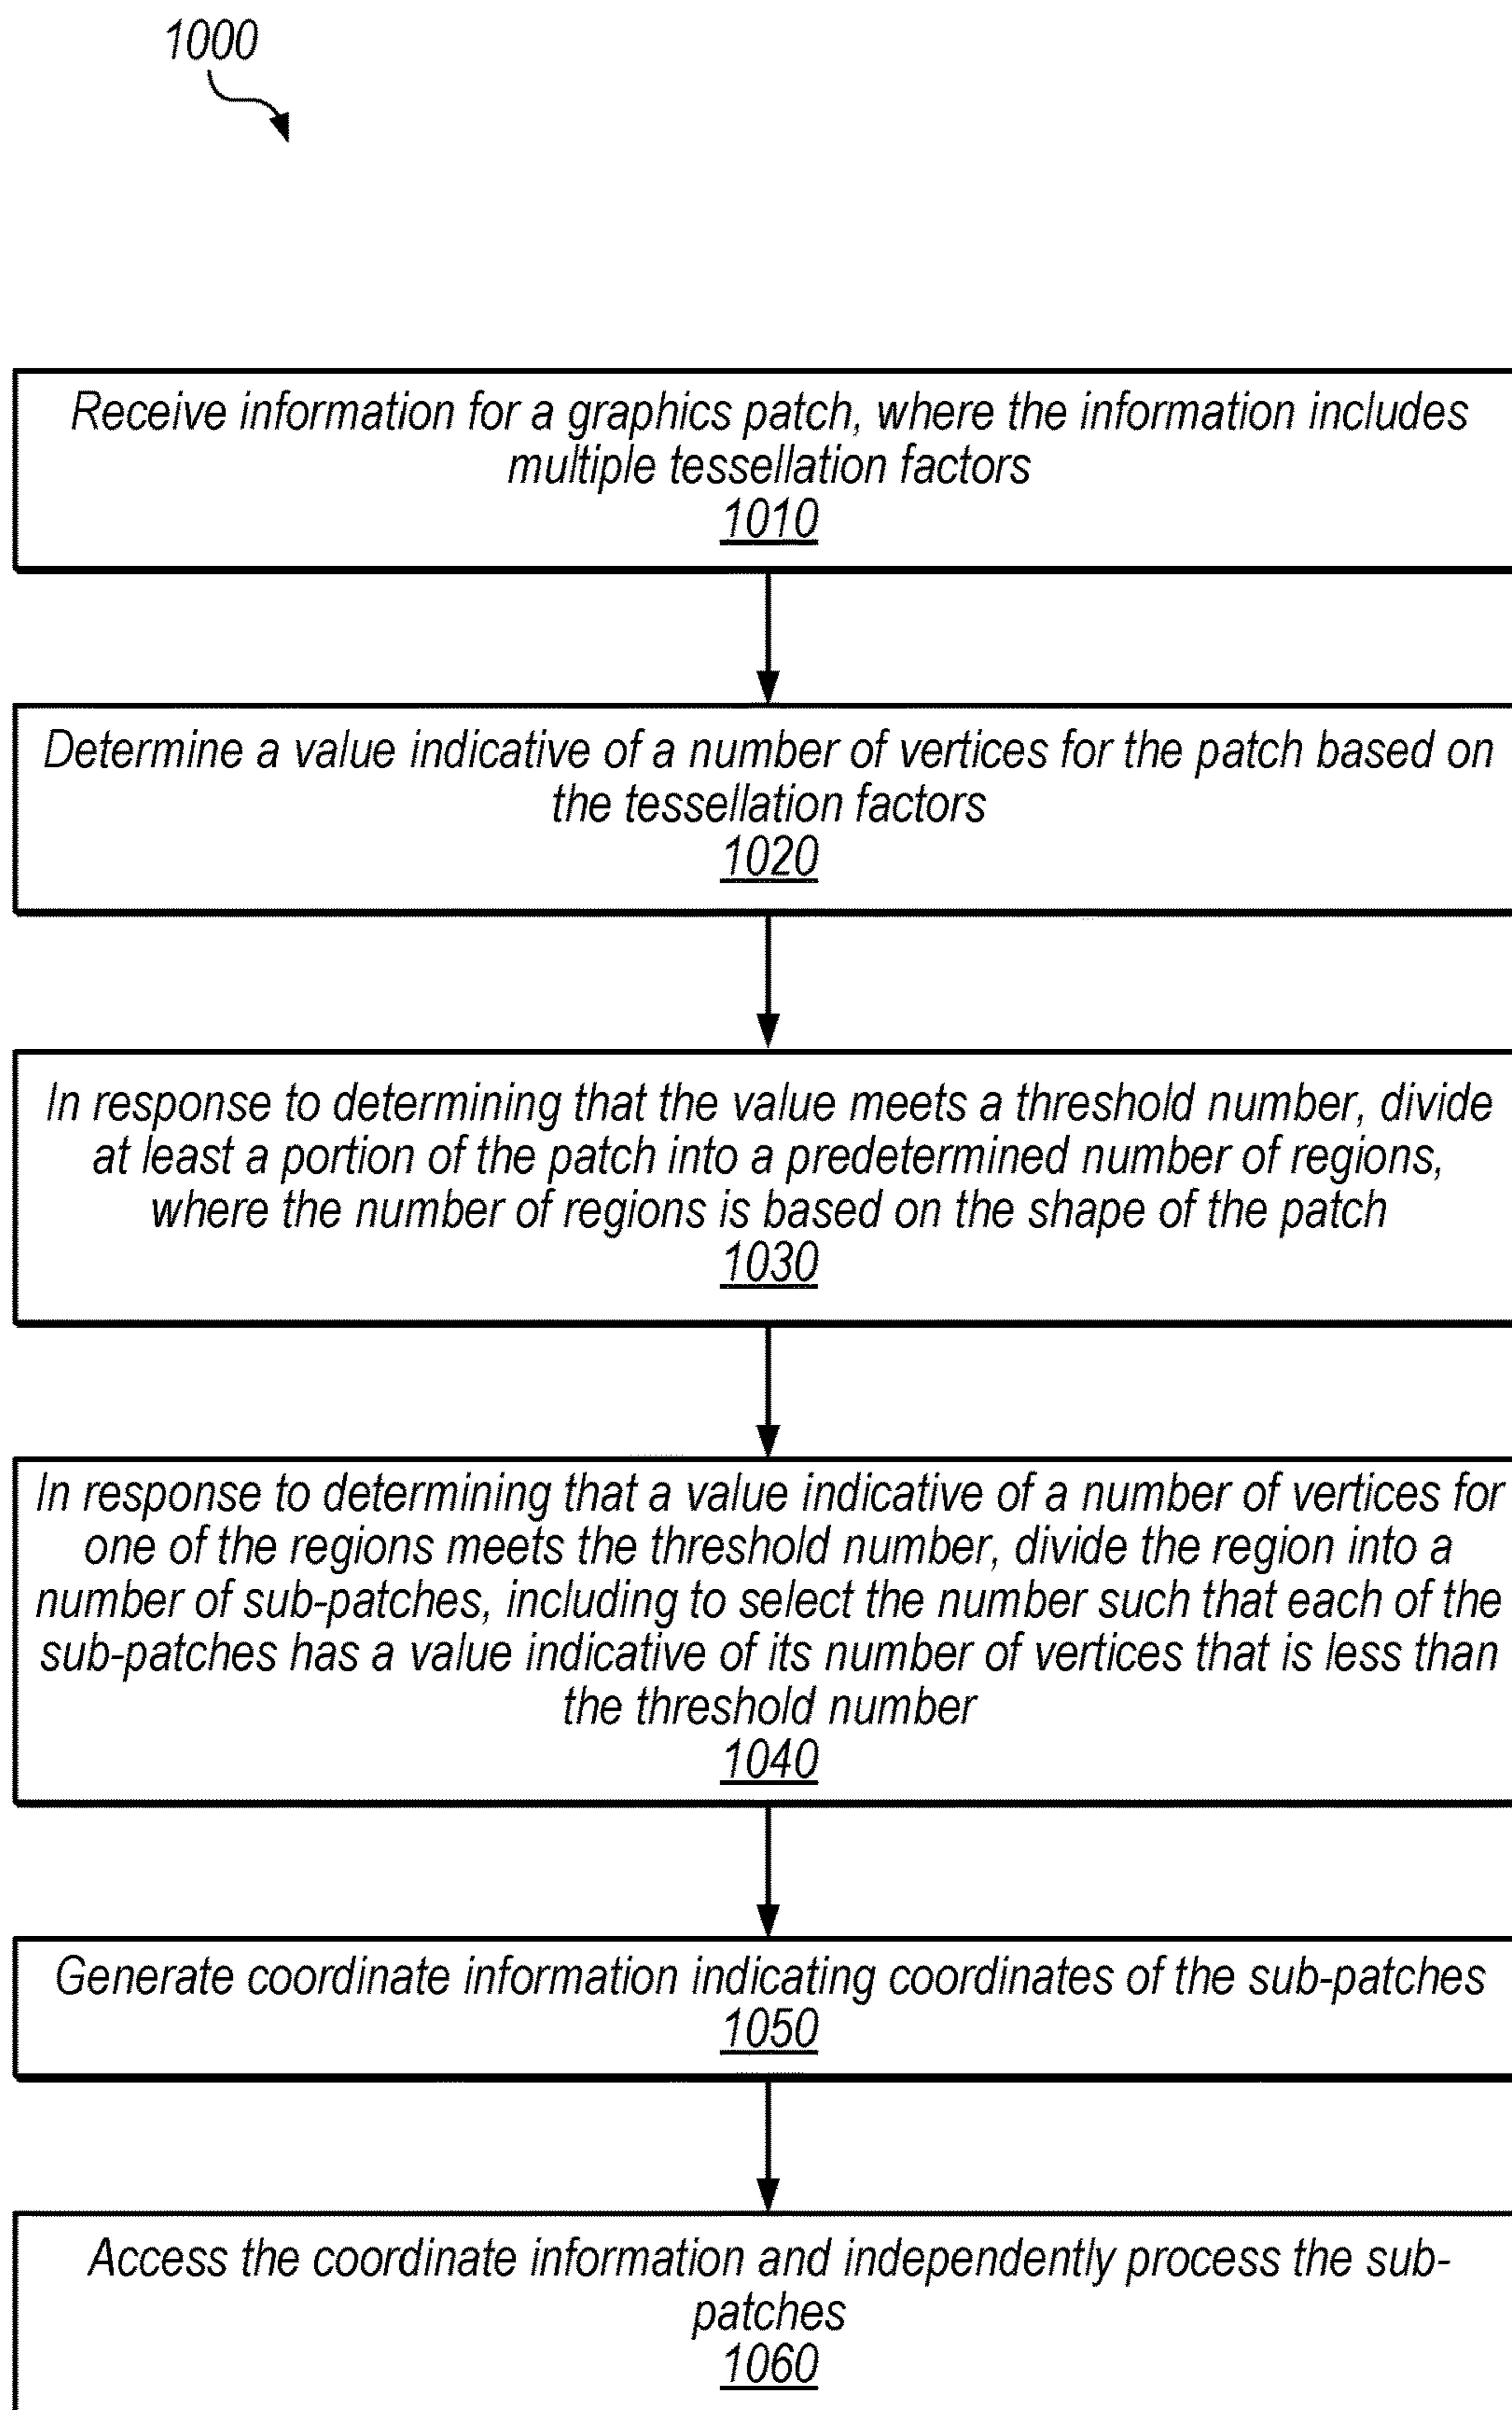 1000
Receive information for a graphics patch, where the information includes
multiple tessellation factors
1010
Determine a value indicative of a number of vertices for the patch based on
the tessellation factors
1020
In response to determining that the value meets a threshold number, divide
at least a portion of the patch into a predetermined number of regions,
where the number of regions is based on the shape of the patch
1030
In response to determining that a value indicative of a number of vertices for
one of the regions meets the threshold number, divide the region into a
number of sub-patches, including to select the number such that each of the
sub-patches has a value indicative of its number of vertices that is less than
the threshold number
1040
Generate coordinate information indicating coordinates of the sub-patches
1050
Access the coordinate information and independently process the sub-
patches
1060